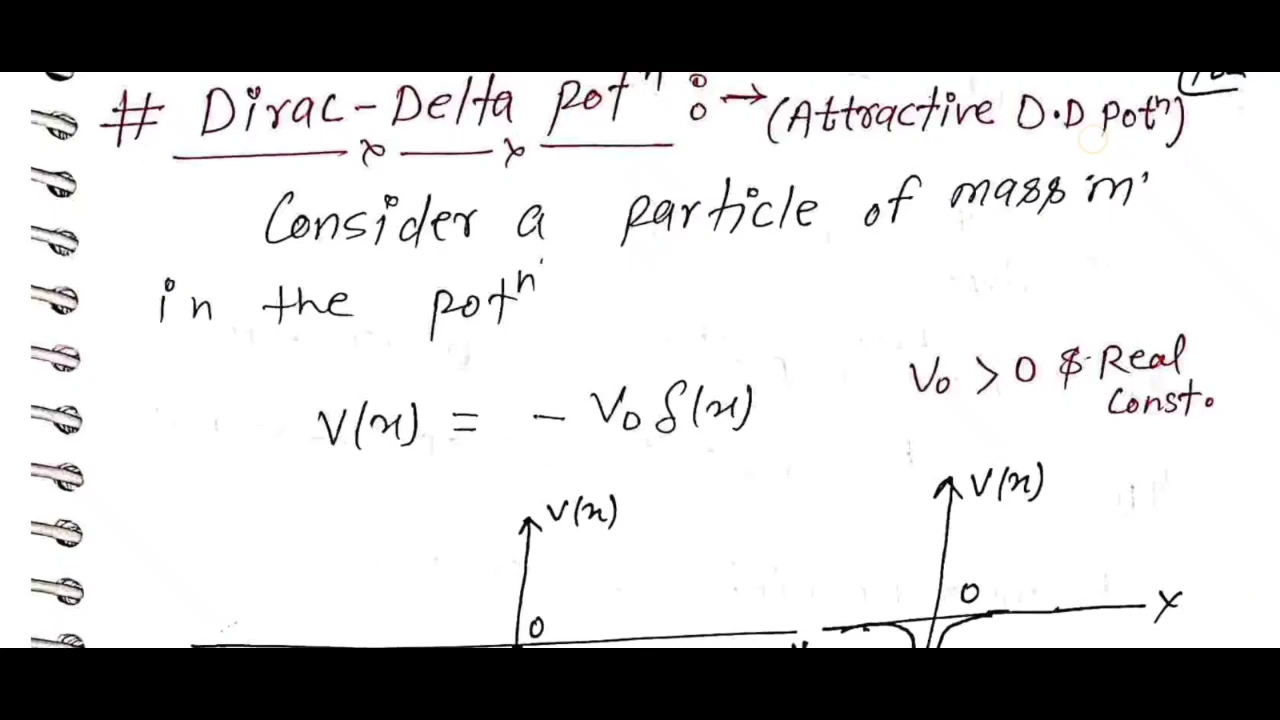 # Dirac-Delta potⁿ :→ (Attractive D.D potⁿ)
Consider a particle of mass 'm'
in the potⁿ
V₀ > 0 & Real
Const.
V(x) = - V₀ δ(x)
V(x)
V(x)
0
X
0